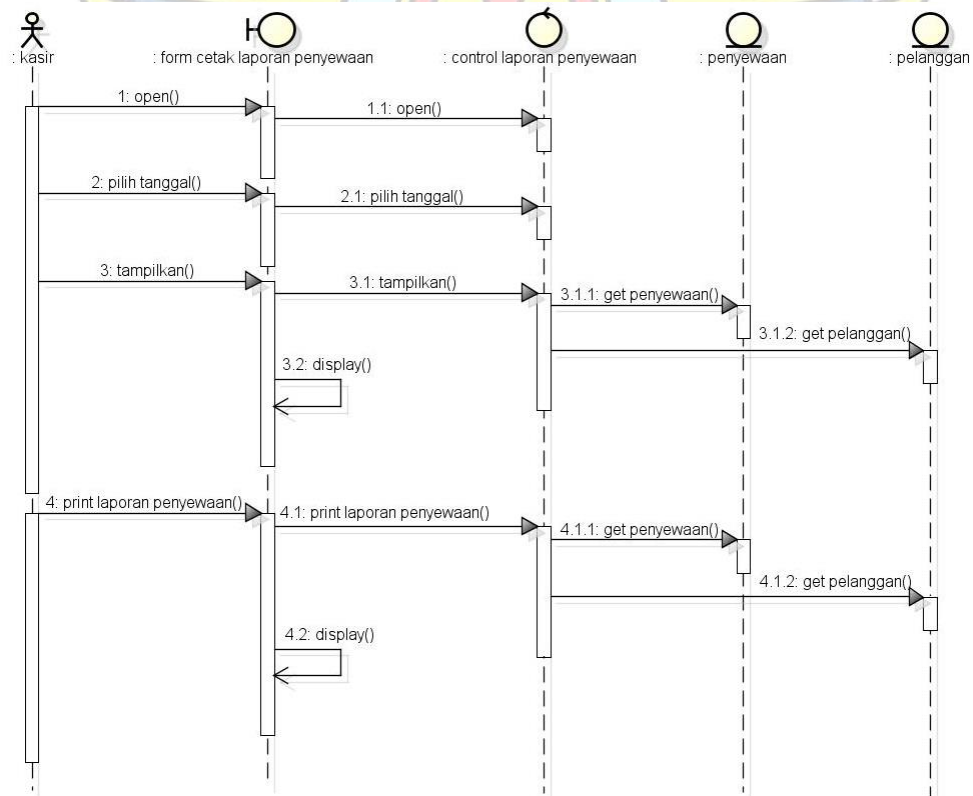 : kasir
: form cetak laporan penyewaan
: control laporan penyewaan
: penyewaan
: pelanggan
1: open()
1.1: open()
2: pilih tanggal()
2.1: pilih tanggal()
3: tampilkan()
3.1: tampilkan()
3.1.1: get penyewaan()
3.1.2: get pelanggan()
3.2: display()
4: print laporan penyewaan()
4.1: print laporan penyewaan()
4.1.1: get penyewaan()
4.1.2: get pelanggan()
4.2: display()